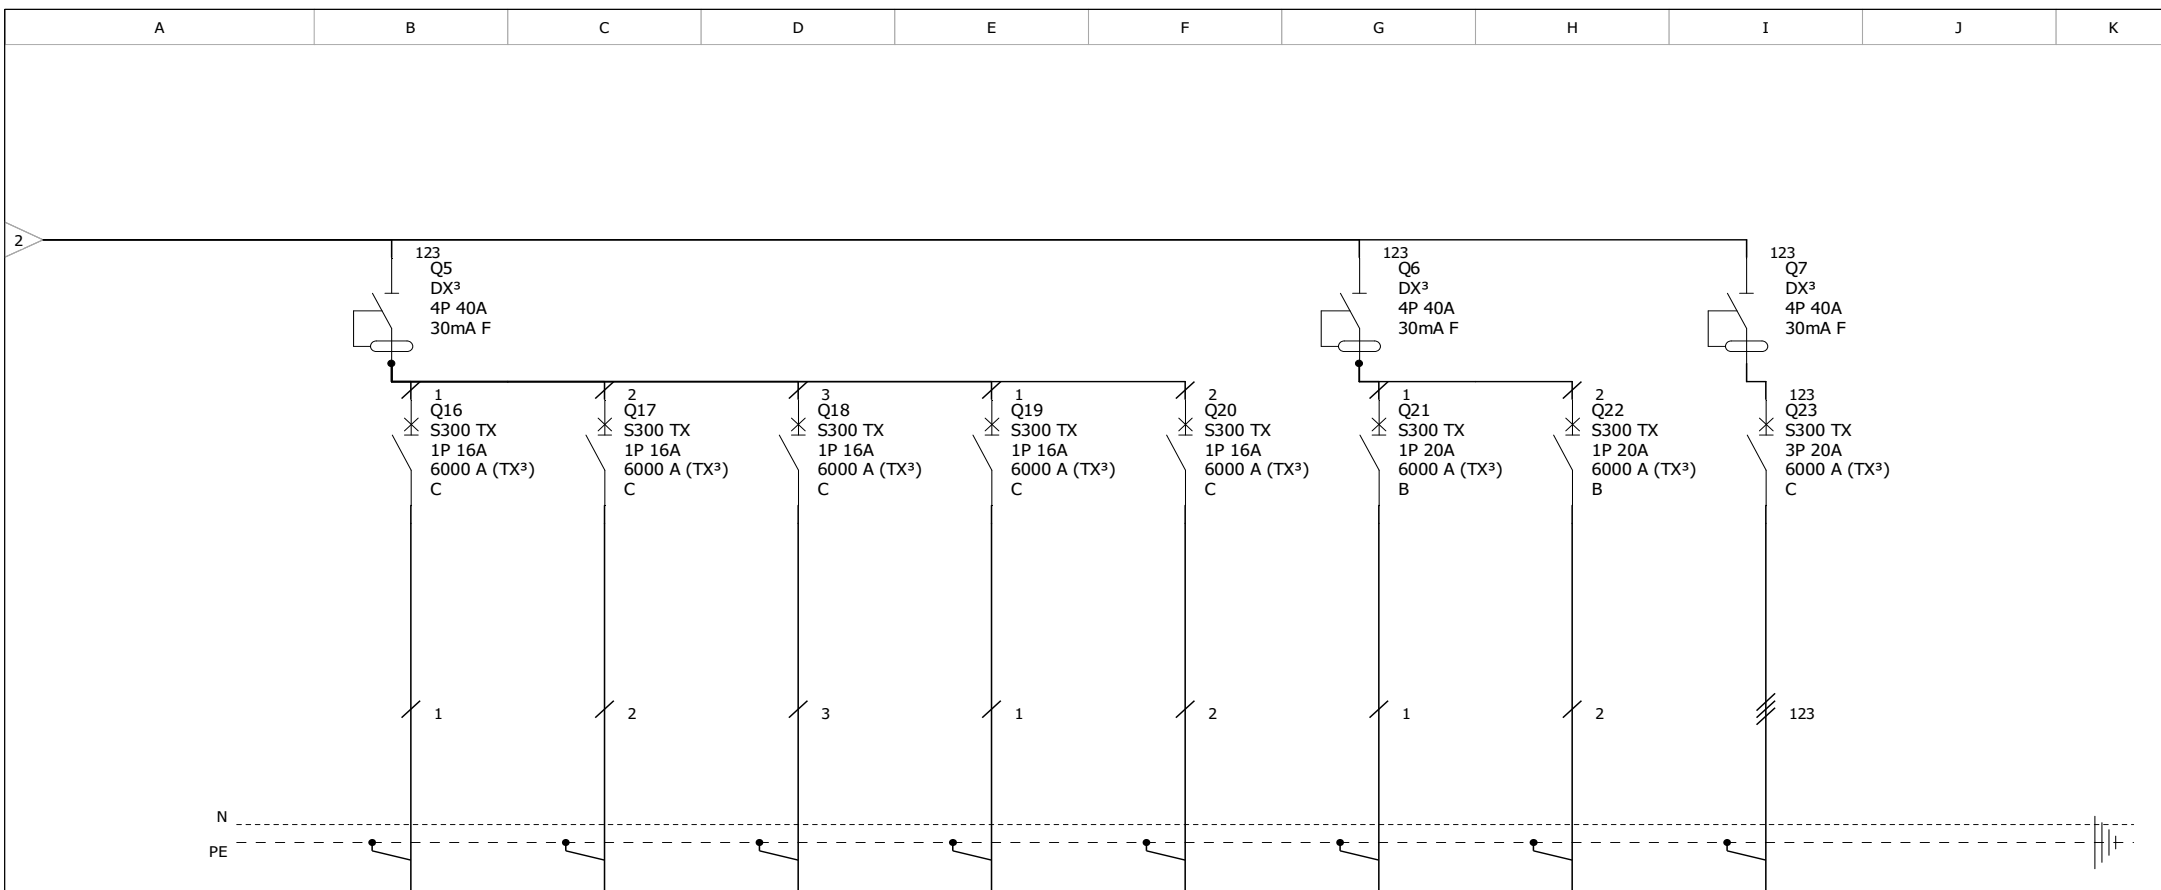 A B C D E F G H I J K
2
123
Q5
DX³
4P 40A
30mA F
123
Q6
DX³
4P 40A
30mA F
123
Q7
DX³
4P 40A
30mA F
1
Q16
S300 TX
1P 16A
6000 A (TX³)
C
2
Q17
S300 TX
1P 16A
6000 A (TX³)
C
3
Q18
S300 TX
1P 16A
6000 A (TX³)
C
1
Q19
S300 TX
1P 16A
6000 A (TX³)
C
2
Q20
S300 TX
1P 16A
6000 A (TX³)
C
1
Q21
S300 TX
1P 20A
6000 A (TX³)
B
2
Q22
S300 TX
1P 20A
6000 A (TX³)
B
123
Q23
S300 TX
3P 20A
6000 A (TX³)
C
1 2 3 1 2 1 2 123
N
PE